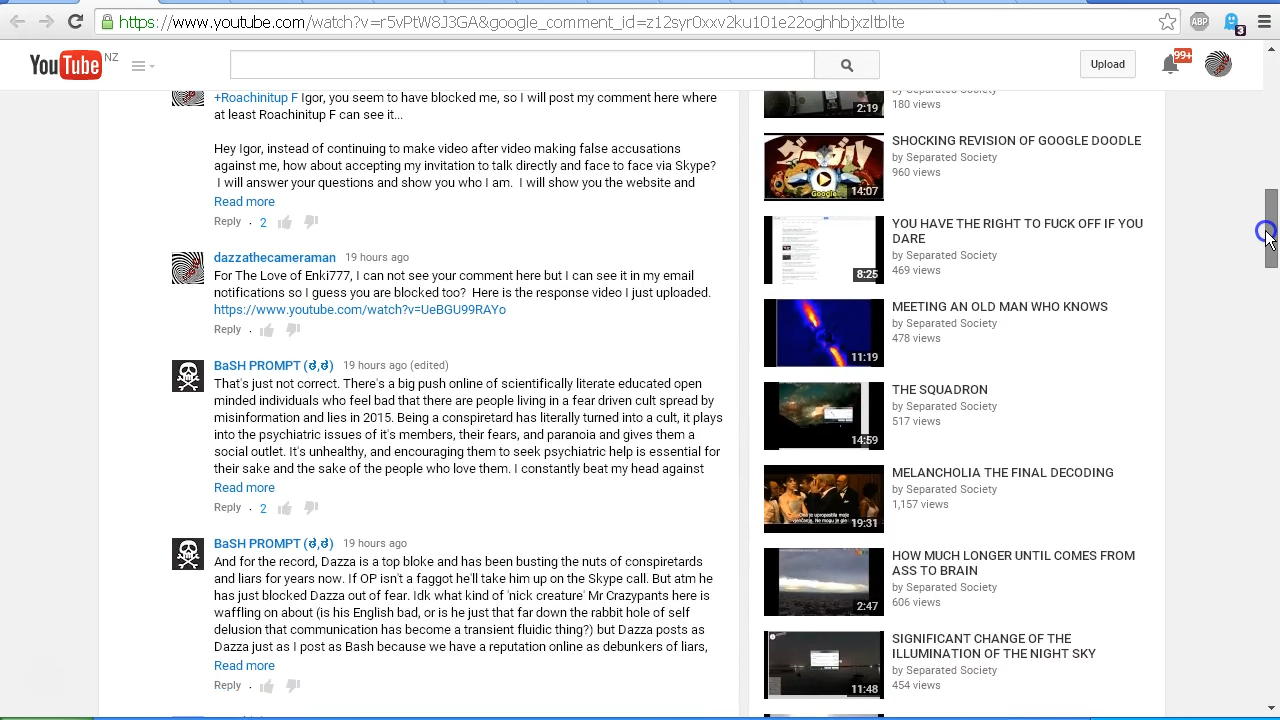 https://www.youtube.com/watch?v=r5vPtW8J3GA&google_comment_id=z12syr0xxv2ku101e22oghhbjxzltblte
ABP
3
YouTube NZ
Upload
99+
+Roachinitup F Igor, you seem to have blocked me, so I will post my comment here where
at least Roachinitup F can see it...
Hey Igor, instead of continuing to make video after video making false accusations
against me, how about accepting my invitation to talk directly and face to face via Skype?
I will answer your questions and show you who I am. I will show you the website and
Read more
Reply . 2
dazzathecameraman
For The Love Of Enlightenment, I can't see your comment here, but I can see it in my email
notifications, so I guess you are blocked too? Here is the response video I just uploaded.
https://www.youtube.com/watch?v=UeBGU99RAYo
Reply .
BaSH PROMPT 19 hours ago (edited)
That's just not correct. There's a big push online of scientifically literate educated open
minded individuals who feel bad that there are people living in a fear driven cult spread by
manipulation and lies in 2015. Being a conspiretard has literally turned into a cult, it plays
into the psychiatric issues of it's members, their fears, and paranoia and gives them a
social outlet. It's unhealthy, and exposing them to the psychiatric help is essential for
their sake and the sake of the people who love them. I constantly beat my head against
Read more
Reply . 2
BaSH PROMPT 19 hours ago
And for the record, Dazza is a top bloke and has been busting the nuts of conspiretards
and liars for years now. If OP isn't a faggot he'll take him up on the Skype call. But atm he
has just blocked Dazza out of fear. Idk what kind of nonsense Mr Crazypants here is
waffling on about (is his English bad, or is he just that far down the rabbit hole of self
delusion that communication has become a transient fluidic thing?) but Dazza posts as
Dazza just as I post as Bash because we have a reputation online as debunkers of liars,
Read more
Reply .
by Separated Society
180 views
2:19
SHOCKING REVISION OF GOOGLE DOODLE
by Separated Society
960 views
グーグル
Google
14:07
YOU HAVE THE RIGHT TO FUCK OFF IF YOU
DARE
by Separated Society
469 views
8:25
MEETING AN OLD MAN WHO KNOWS
by Separated Society
478 views
11:19
THE SQUADRON
by Separated Society
517 views
14:59
MELANCHOLIA THE FINAL DECODING
by Separated Society
1,157 views
Ona je upropastila moje
vjenčanje. Ne mogu je gle
19:31
HOW MUCH LONGER UNTIL COMES FROM
ASS TO BRAIN
by Separated Society
606 views
2:47
SIGNIFICANT CHANGE OF THE
ILLUMINATION OF THE NIGHT SKY
by Separated Society
454 views
11:48